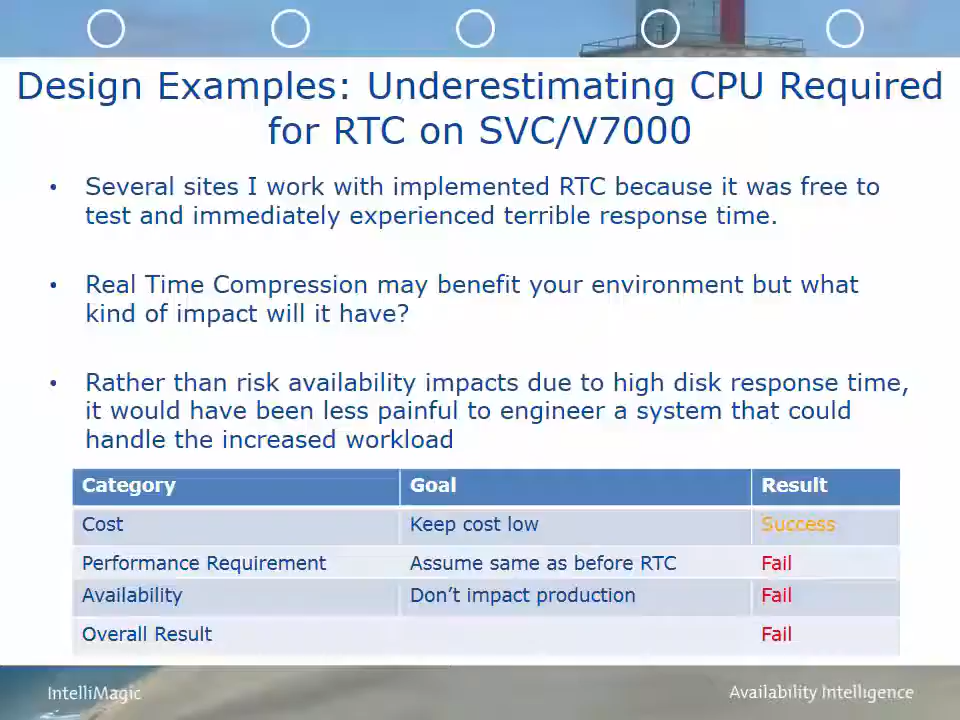 Design Examples: Underestimating CPU Required
for RTC on SVC/V7000
• Several sites I work with implemented RTC because it was free to
test and immediately experienced terrible response time.
• Real Time Compression may benefit your environment but what
kind of impact will it have?
• Rather than risk availability impacts due to high disk response time,
it would have been less painful to engineer a system that could
handle the increased workload
Category Goal Result
Cost Keep cost low Success
Performance Requirement Assume same as before RTC Fail
Availability Don't impact production Fail
Overall Result Fail
IntelliMagic Availability Intelligence